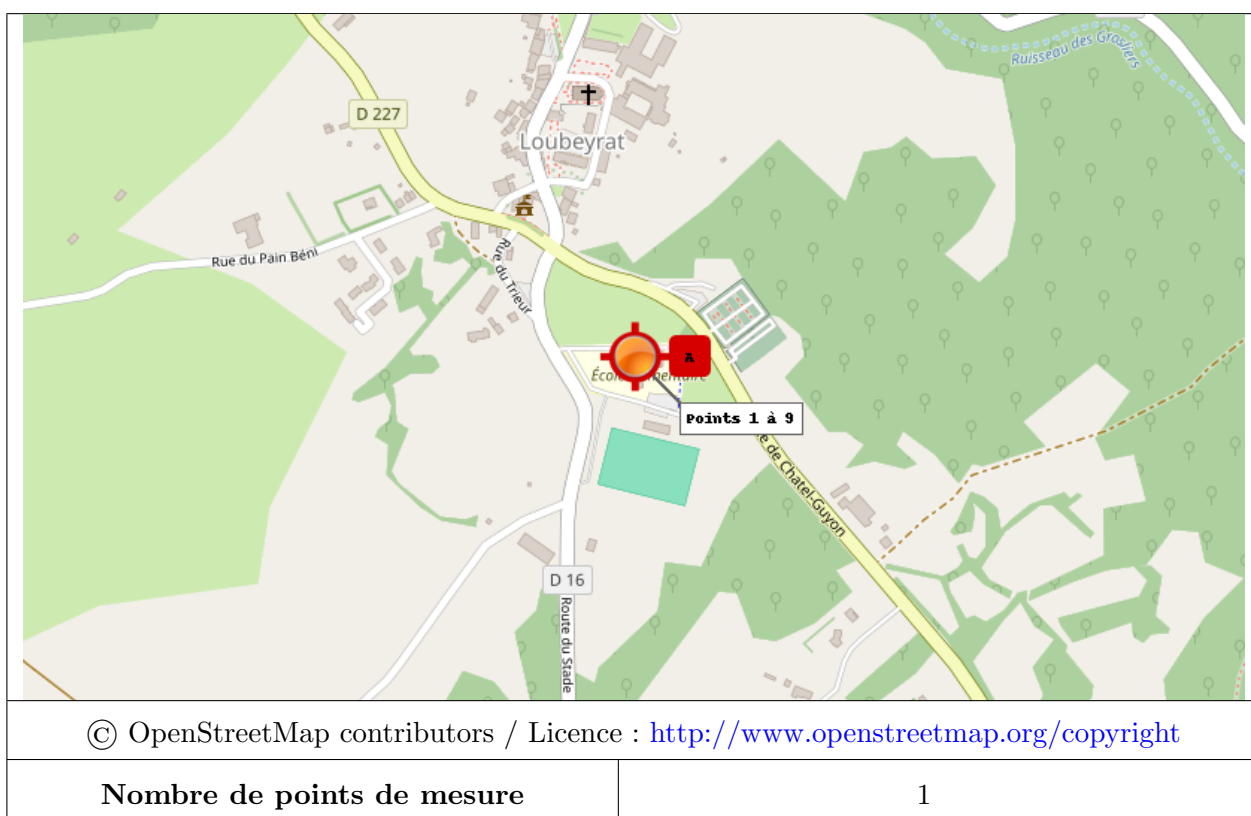 Ruisseau des Grosliers
D 227
Loubeyrat
Rue du Pain Béni
Rue du Trieur
A
Points 1 à 9
de Chatel-Guyon
D 16
Route du Stade
© OpenStreetMap contributors / Licence : http://www.openstreetmap.org/copyright
Nombre de points de mesure 1